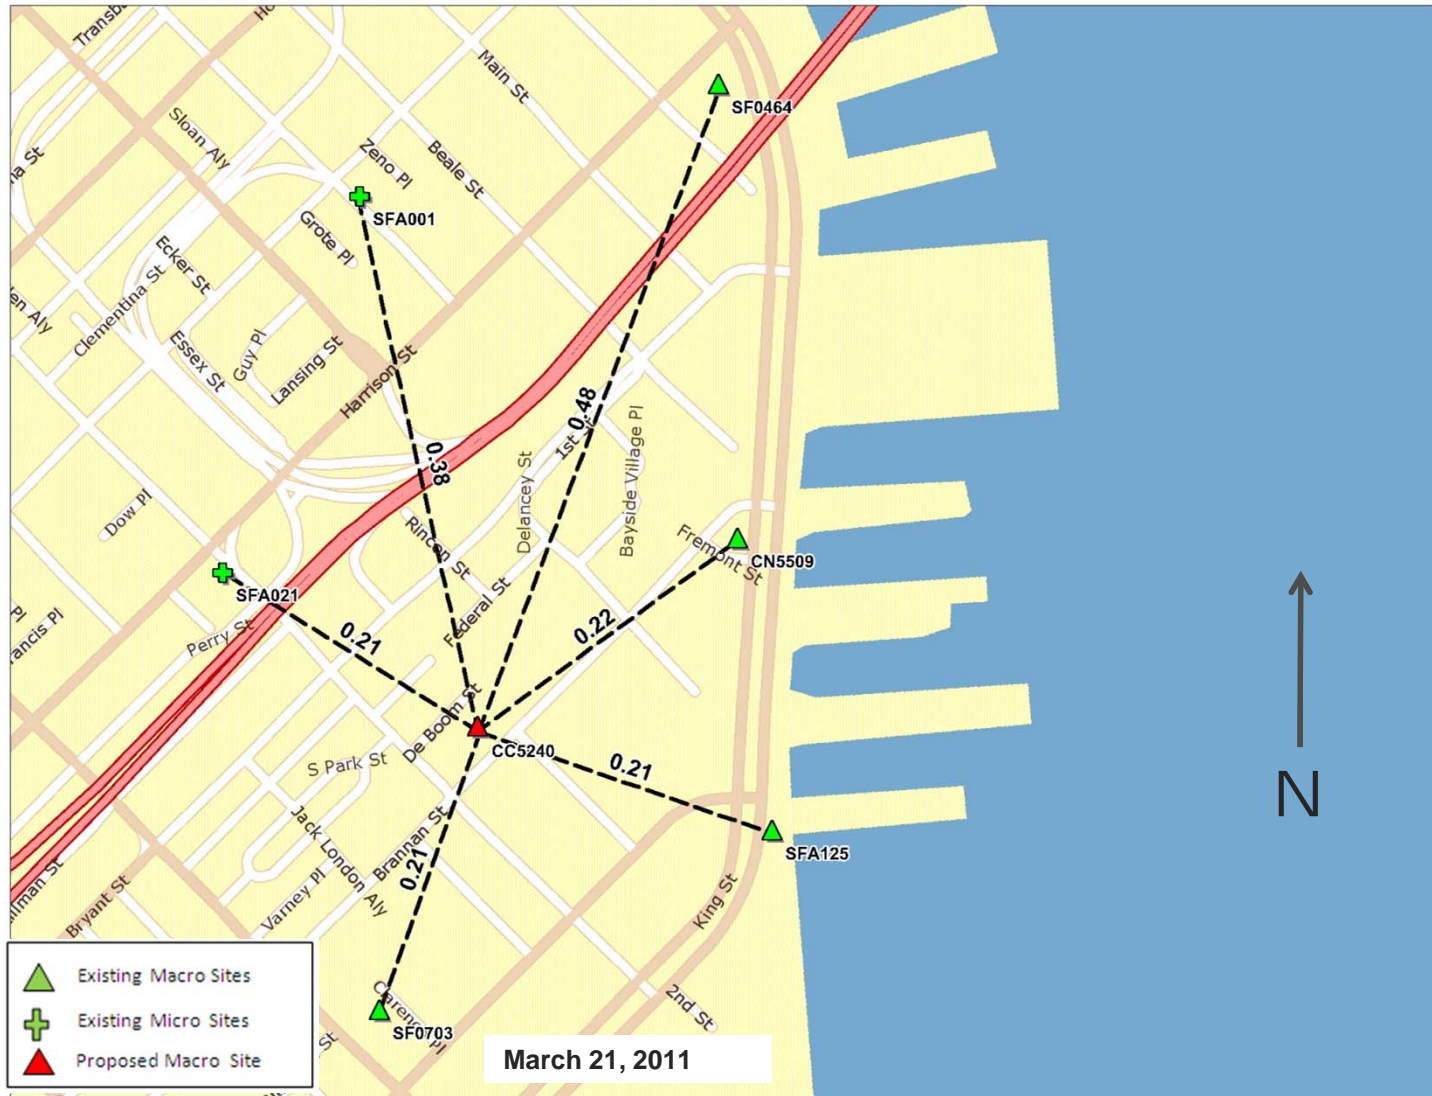 Main St
SF0464
Sloan Aly
Zeno Pl
Beale St
SFA001
Grote Pl
Ecker St
Clementina St
Essex St
Guy Pl
Lansing St
Harrison St
0.48
1st St
Bayside Village Pl
0.38
Delancey St
Dow Pl
Rincon St
Fremont St
CN5509
SFA021
Federal St
0.22
0.21
Perry St
De Boom St
CC5240
S Park St
0.21
Jack London Aly
Brannan St
0.21
SFA125
N
Varney Pl
Bryant St
King St
2nd St
SF0703
Existing Macro Sites
Existing Micro Sites
Proposed Macro Site
March 21, 2011